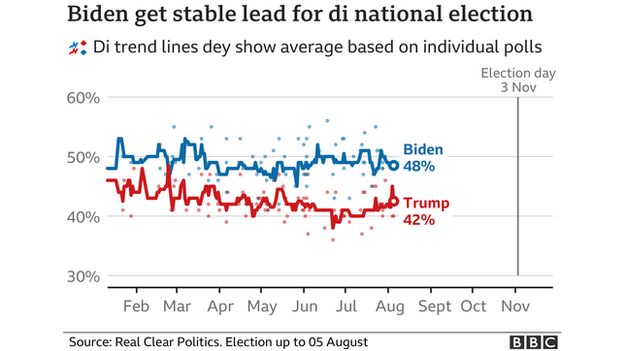 Biden get stable lead for di national election
Di trend lines dey show average based on individual polls
Election day
3 Nov
60%
50%
40%
30%
Biden
48%
Trump
42%
Feb Mar Apr May Jun Jul Aug Sept Oct Nov
Source: Real Clear Politics. Election up to 05 August
BBC